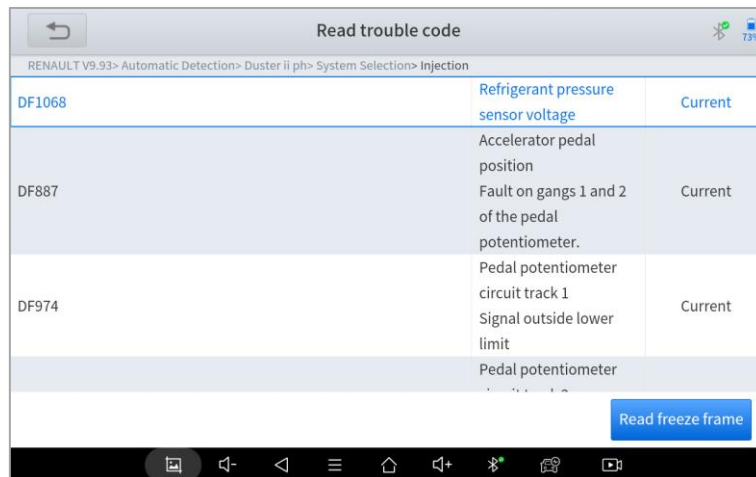 Read trouble code
73%
RENAULT V9.93> Automatic Detection> Duster ii ph> System Selection> Injection
DF1068
Refrigerant pressure
sensor voltage
Current
DF887
Accelerator pedal
position
Fault on gangs 1 and 2
of the pedal
potentiometer.
Current
DF974
Pedal potentiometer
circuit track 1
Signal outside lower
limit
Current
Pedal potentiometer
Read freeze frame